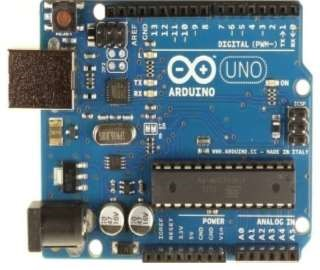 AREF
GND
13
12
~11
~10
~9
8
7
~6
~5
4
~3
2
TX→1
RX←0
DIGITAL (PWM~)
L
TX
RX
UNO
ARDUINO
ON
ICSP
WWW.ARDUINO.CC - MADE IN ITALY
POWER
ANALOG IN
IOREF
RESET
3.3V
5V
GND
GND
Vin
A0
A1
A2
A3
A4
A5